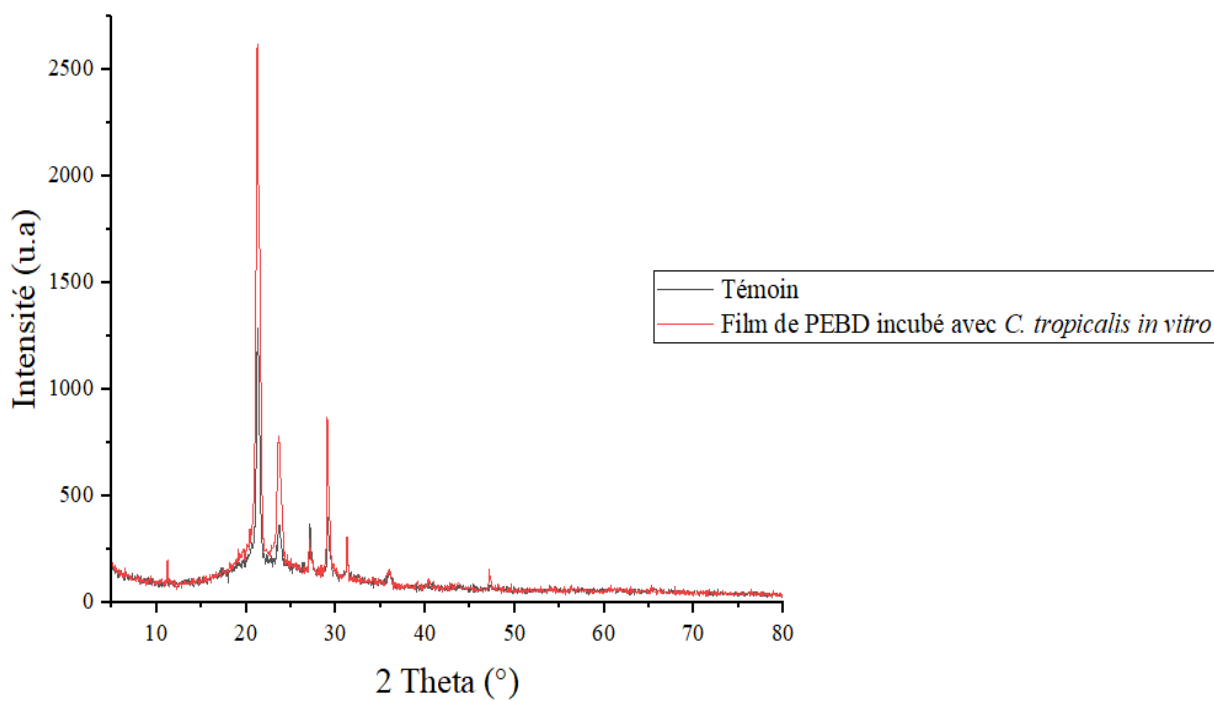 2500
2000
1500
1000
500
0
Intensité (u.a)
10 20 30 40 50 60 70 80
2 Theta (°)
Témoin
Film de PEBD incubé avec C. tropicalis in vitro